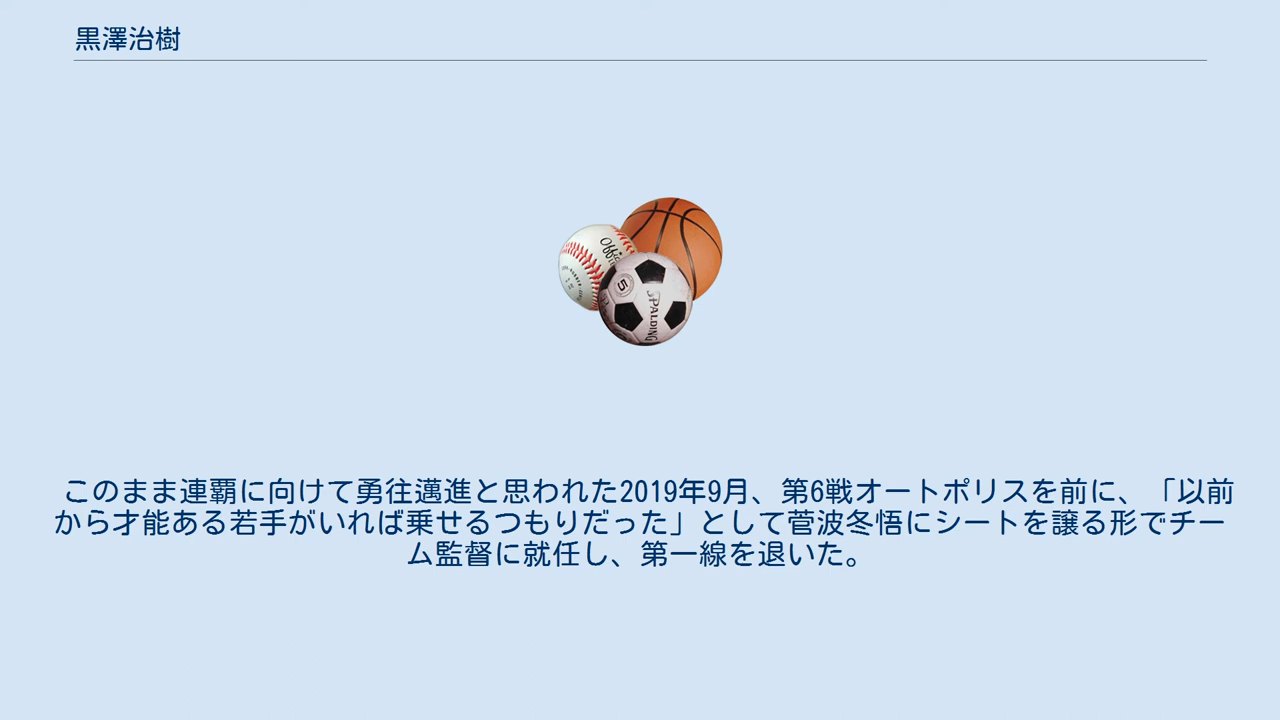 黒澤治樹
Offici
5
SPALDING
このまま連覇に向けて勇往邁進と思われた2019年9月、第6戦オートポリスを前に、「以前
から才能ある若手がいれば乗せるつもりだった」として菅波冬悟にシートを譲る形でチー
ム監督に就任し、第一線を退いた。